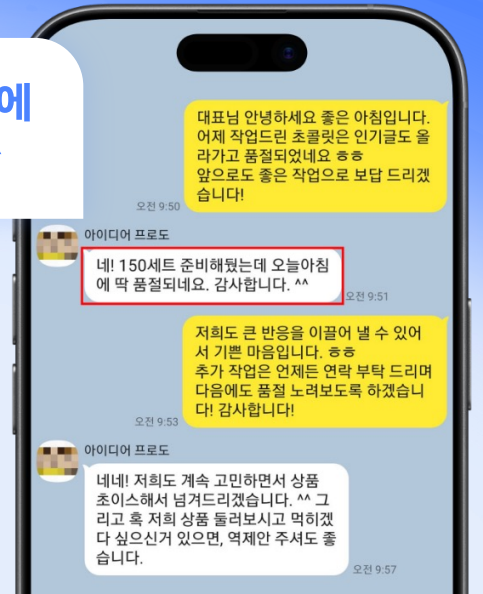 에
대표님 안녕하세요 좋은 아침입니다.
어제 작업드린 초콜릿은 인기글도 올
라가고 품절되었네요 ㅎㅎ
앞으로도 좋은 작업으로 보답 드리겠
습니다!
오전 9:50
아이디어 프로도
네! 150세트 준비해뒀는데 오늘아침
에 딱 품절되네요. 감사합니다. ^^
오전 9:51
저희도 큰 반응을 이끌어 낼 수 있어
서 기쁜 마음입니다. ㅎㅎ
추가 작업은 언제든 연락 부탁 드리며
다음에도 품절 노려보도록 하겠습니
다! 감사합니다!
오전 9:53
아이디어 프로도
네네! 저희도 계속 고민하면서 상품
초이스해서 넘겨드리겠습니다. ^^ 그
리고 혹 저희 상품 둘러보시고 먹히겠
다 싶으신거 있으면, 역제안 주셔도 좋
습니다.
오전 9:57